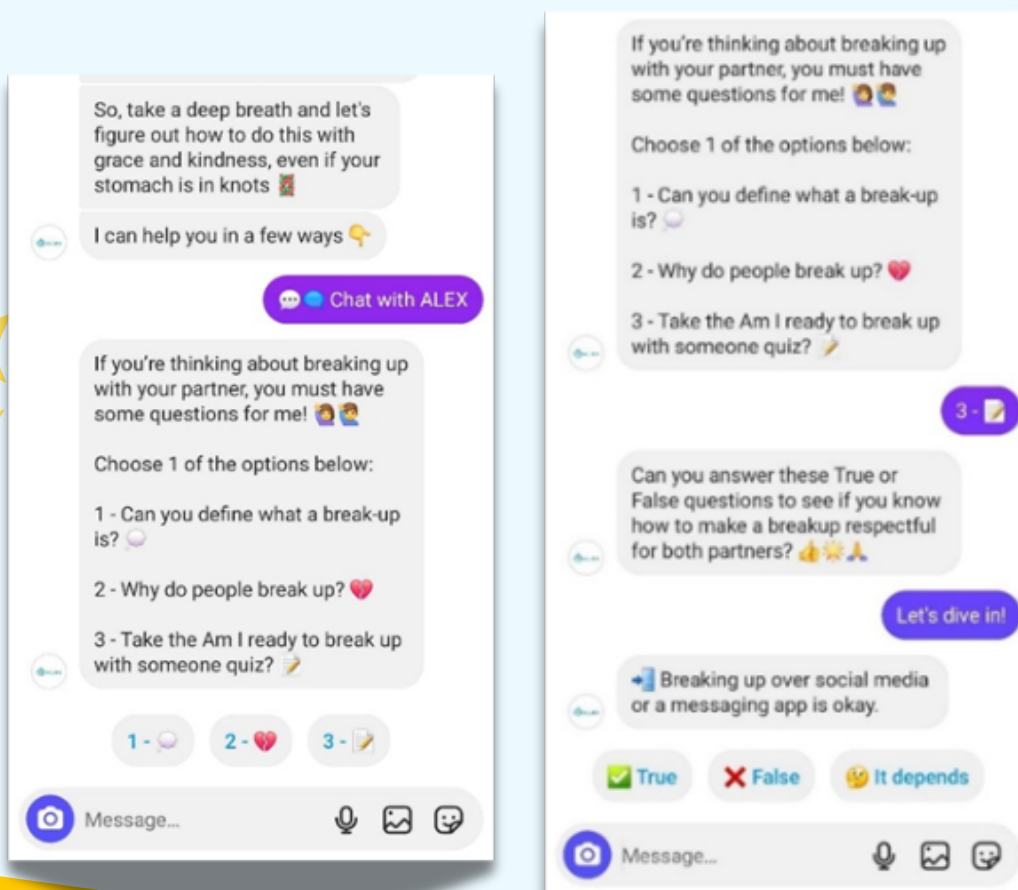 So, take a deep breath and let's
figure out how to do this with
grace and kindness, even if your
stomach is in knots
I can help you in a few ways 👇
💬 Chat with ALEX
If you're thinking about breaking up
with your partner, you must have
some questions for me! 🙋‍♀️🙋‍♂️
Choose 1 of the options below:
1 - Can you define what a break-up
is? 💭
2 - Why do people break up? 💔
3 - Take the Am I ready to break up
with someone quiz? 📝
1 - 💭 2 - 💔 3 - 📝
Message...
If you're thinking about breaking up
with your partner, you must have
some questions for me! 🙋‍♀️🙋‍♂️
Choose 1 of the options below:
1 - Can you define what a break-up
is? 💭
2 - Why do people break up? 💔
3 - Take the Am I ready to break up
with someone quiz? 📝
3 - 📝
Can you answer these True or
False questions to see if you know
how to make a breakup respectful
for both partners? 👍🌟🙏
Let's dive in!
📲 Breaking up over social media
or a messaging app is okay.
✅ True ❌ False 🤔 It depends
Message...